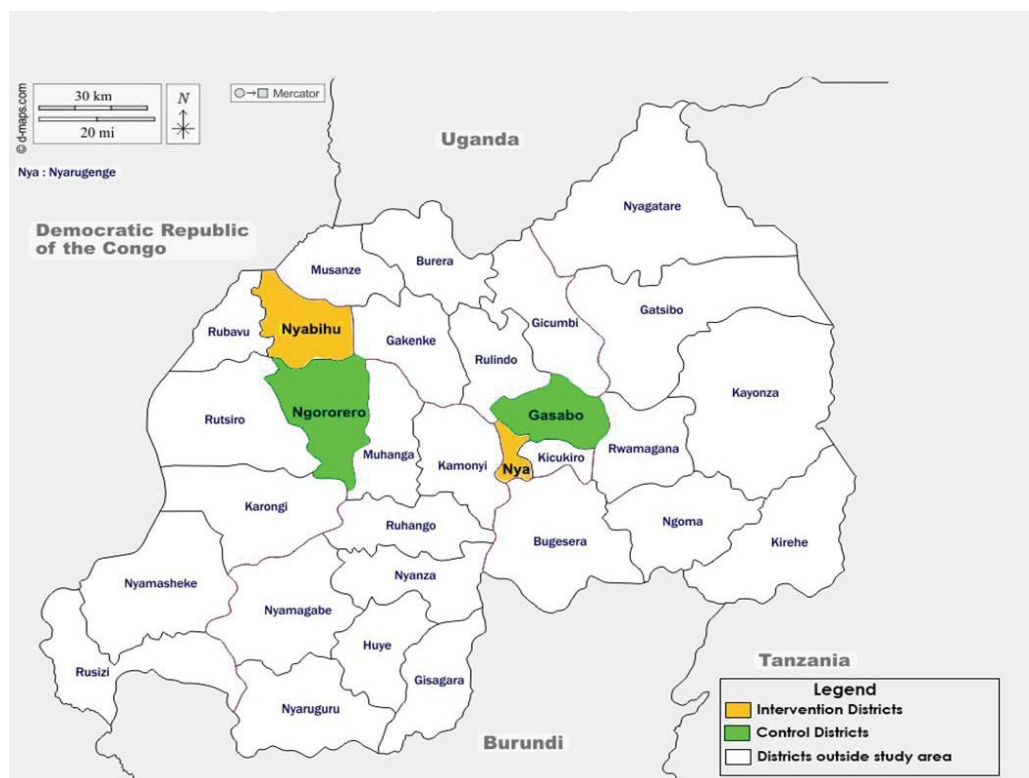 © d-maps.com
30 km
20 mi
N
Mercator
Nya : Nyarugenge
Uganda
Democratic Republic
of the Congo
Nyagatare
Burera
Musanze
Gatsibo
Gicumbi
Rubavu
Nyabihu
Gakenke
Rulindo
Kayonza
Ngororero
Gasabo
Rutsiro
Rwamagana
Muhanga
Kicukiro
Kamonyi
Nya
Karongi
Ngoma
Ruhango
Bugesera
Kirehe
Nyanza
Nyamasheke
Nyamagabe
Huye
Rusizi
Gisagara
Nyaruguru
Tanzania
Burundi
Legend
Intervention Districts
Control Districts
Districts outside study area